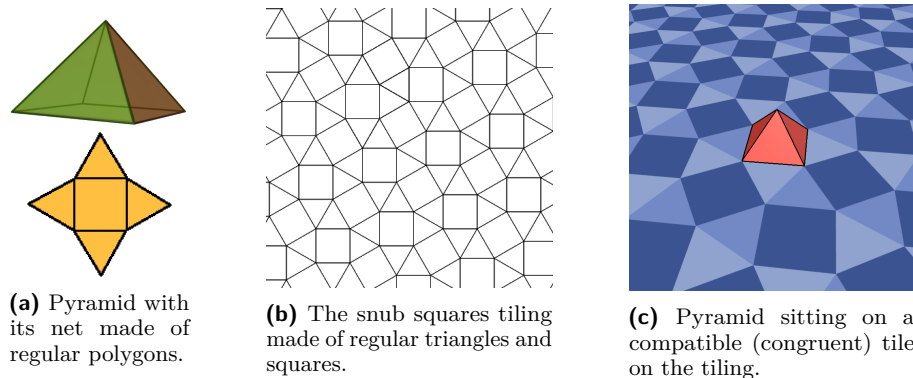 (a) Pyramid with
its net made of
regular polygons.
(b) The snub squares tiling
made of regular triangles and
squares.
(c) Pyramid sitting on a
compatible (congruent) tile
on the tiling.